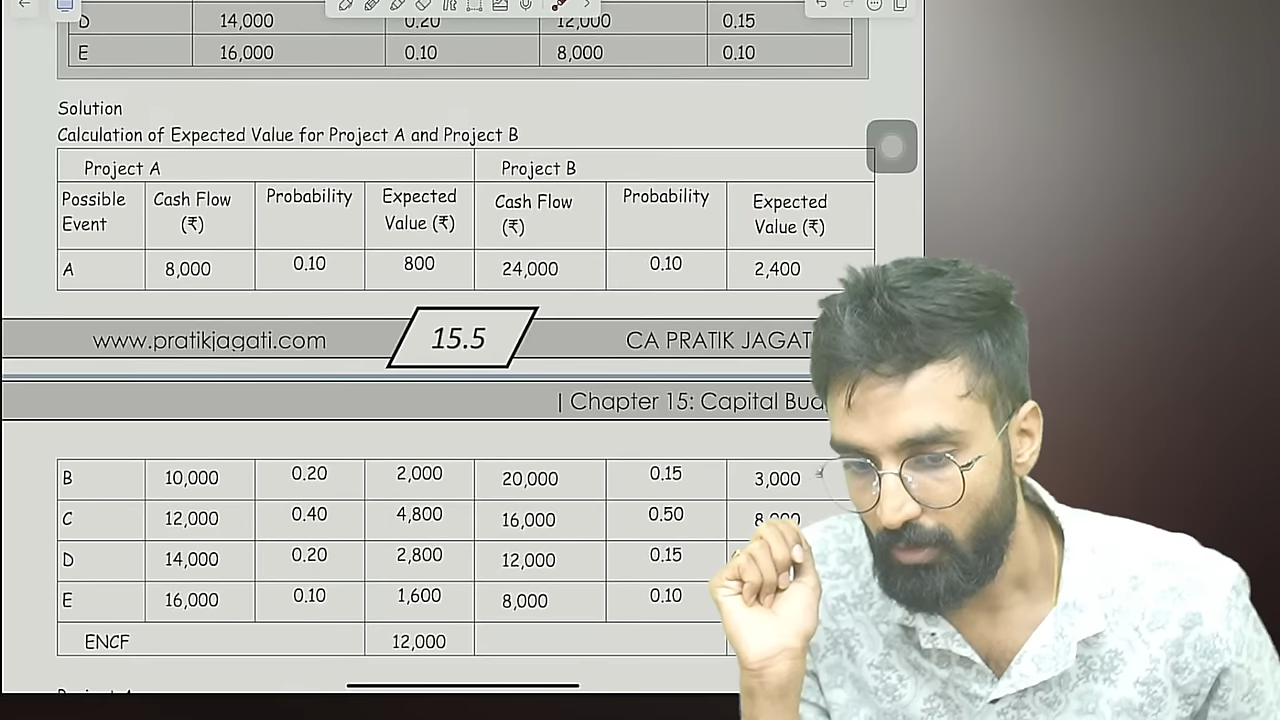 D 14,000 0.20 12,000 0.15
E 16,000 0.10 8,000 0.10
Solution
Calculation of Expected Value for Project A and Project B
Project A Project B
Possible Event Cash Flow (₹) Probability Expected Value (₹) Cash Flow (₹) Probability Expected Value (₹)
A 8,000 0.10 800 24,000 0.10 2,400
www.pratikjagati.com 15.5 CA PRATIK JAGAT
| Chapter 15: Capital Bud
B 10,000 0.20 2,000 20,000 0.15 3,000
C 12,000 0.40 4,800 16,000 0.50 8,000
D 14,000 0.20 2,800 12,000 0.15
E 16,000 0.10 1,600 8,000 0.10
ENCF 12,000